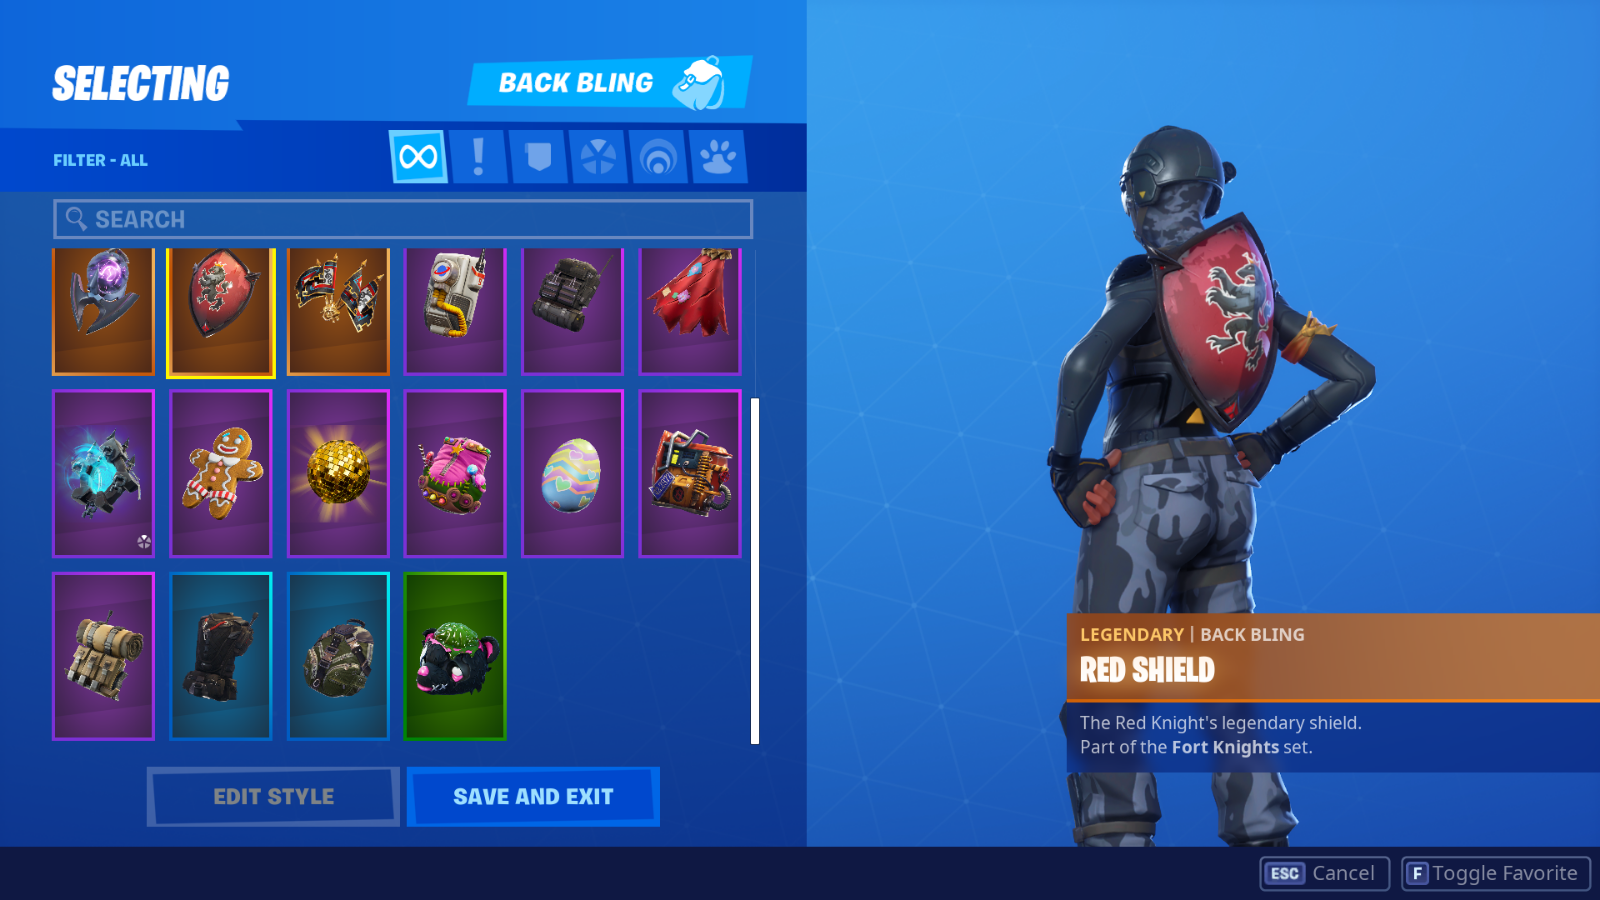 SELECTING
BACK BLING
FILTER - ALL
SEARCH
EDIT STYLE
SAVE AND EXIT
LEGENDARY | BACK BLING
RED SHIELD
The Red Knight's legendary shield.
Part of the Fort Knights set.
ESC Cancel
F Toggle Favorite